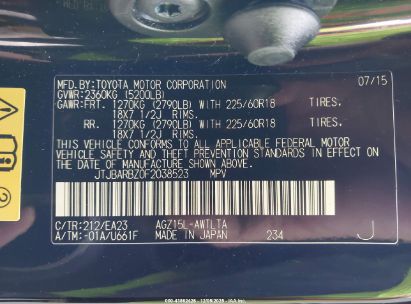 MFD.BY:TOYOTA MOTOR CORPORATION 07/15
GVWR:2360KG (5200LB)
GAWR:FRT. 1270KG (2790LB) WITH 225/60R18 TIRES,
18X7 1/2J RIMS.
RR. 1270KG (2790LB) WITH 225/60R18 TIRES,
18X7 1/2J RIMS.
THIS VEHICLE CONFORMS TO ALL APPLICABLE FEDERAL MOTOR
VEHICLE SAFETY, BUMPER, AND THEFT PREVENTION STANDARDS IN EFFECT ON THE
DATE OF MANUFACTURE SHOWN ABOVE.
JTJBARBZ0F2038523 MPV
C/TR:212/EA23 AGZ15L-AWTLTA
A/TM:-01A/U661F MADE IN JAPAN 234 J